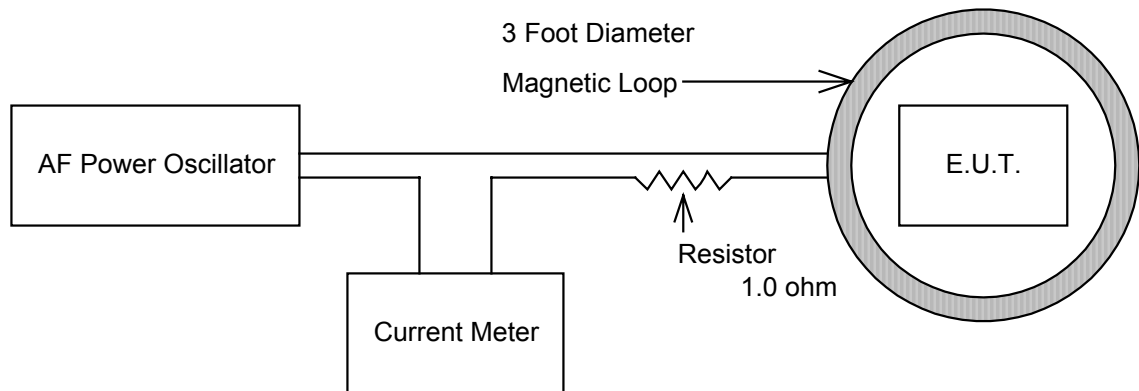 3 Foot Diameter
Magnetic Loop
AF Power Oscillator
E.U.T.
Resistor
1.0 ohm
Current Meter